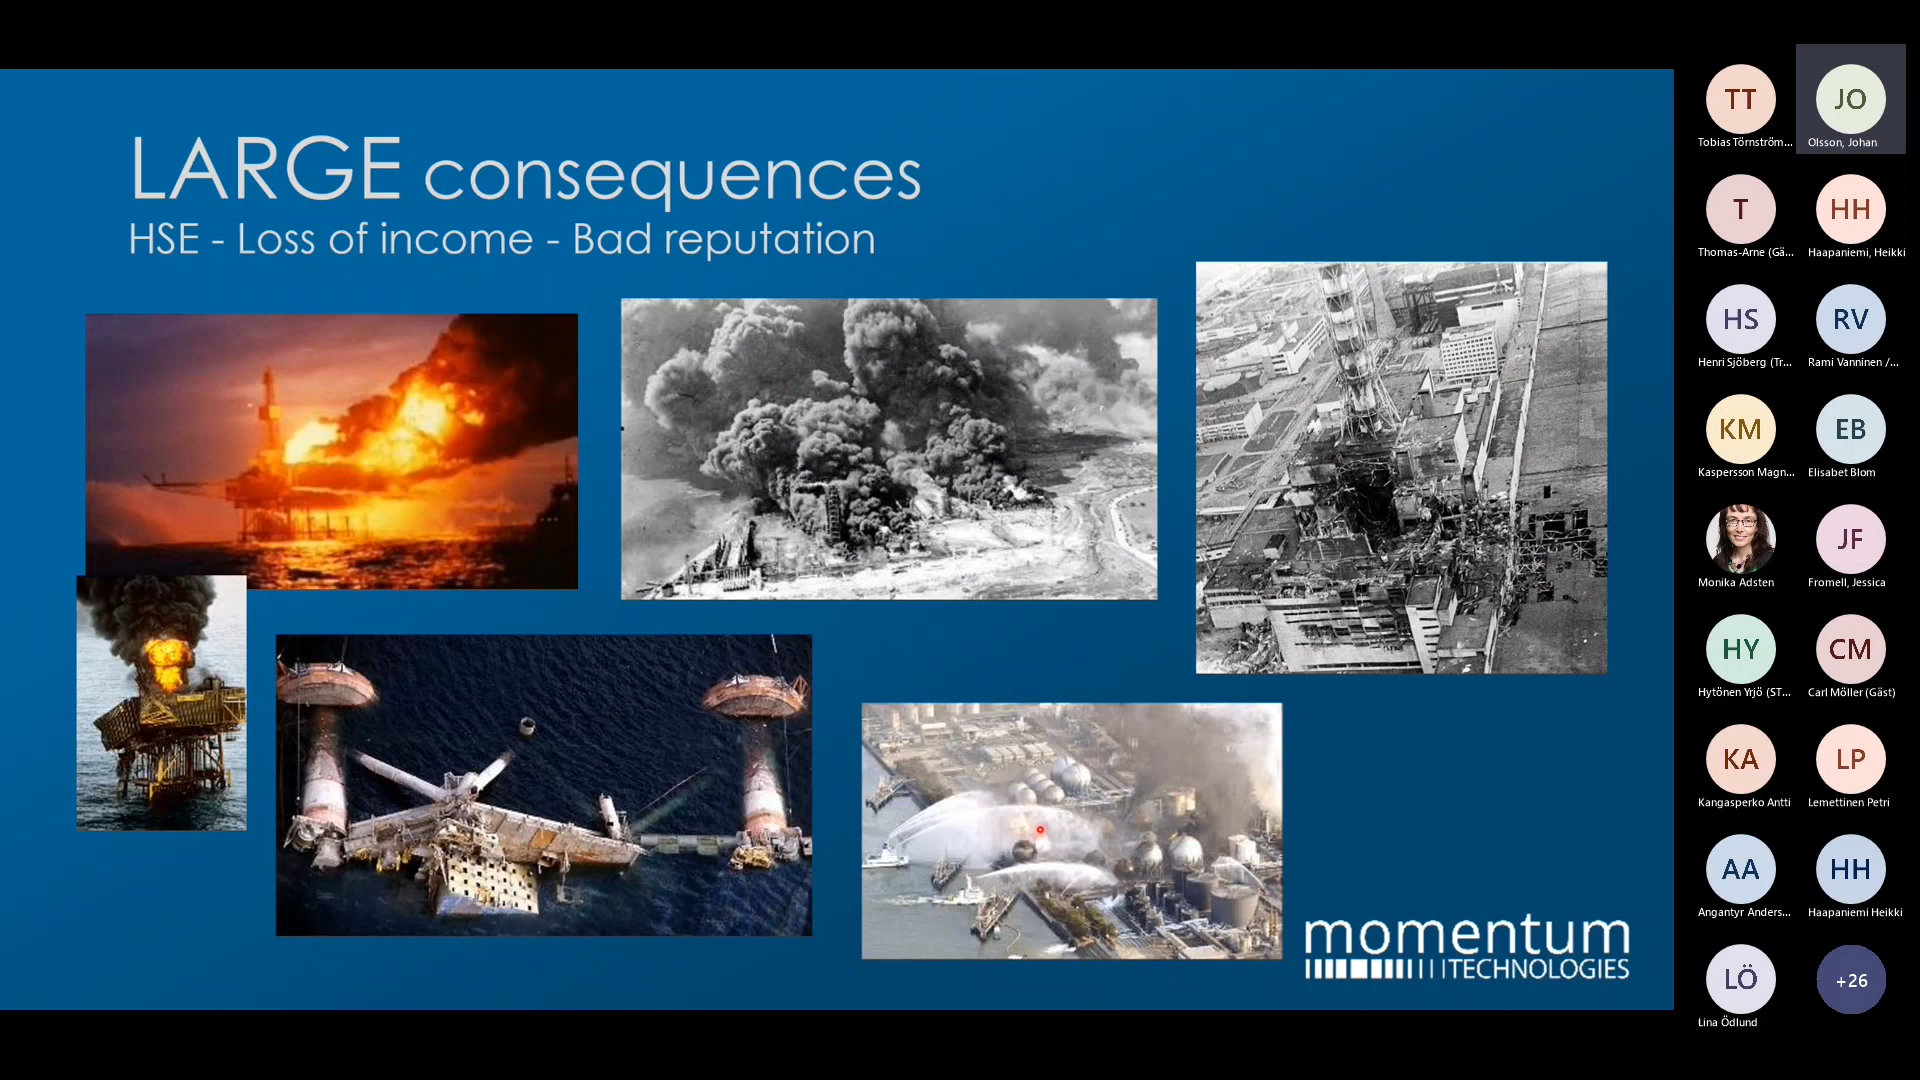 LARGE consequences
HSE - Loss of income - Bad reputation
momentum
TECHNOLOGIES
TT
Tobias Törnström...
JO
Olsson, Johan
T
Thomas-Arne (Gä...
HH
Haapaniemi, Heikki
HS
Henri Sjöberg (Tr...
RV
Rami Vanninen /...
KM
Kaspersson Magn...
EB
Elisabet Blom
Monika Adsten
JF
Fromell, Jessica
HY
Hytönen Yrjö (ST...
CM
Carl Möller (Gäst)
KA
Kangasperko Antti
LP
Lemettinen Petri
AA
Angantyr Anders...
HH
Haapaniemi Heikki
LÖ
Lina Ödlund
+26